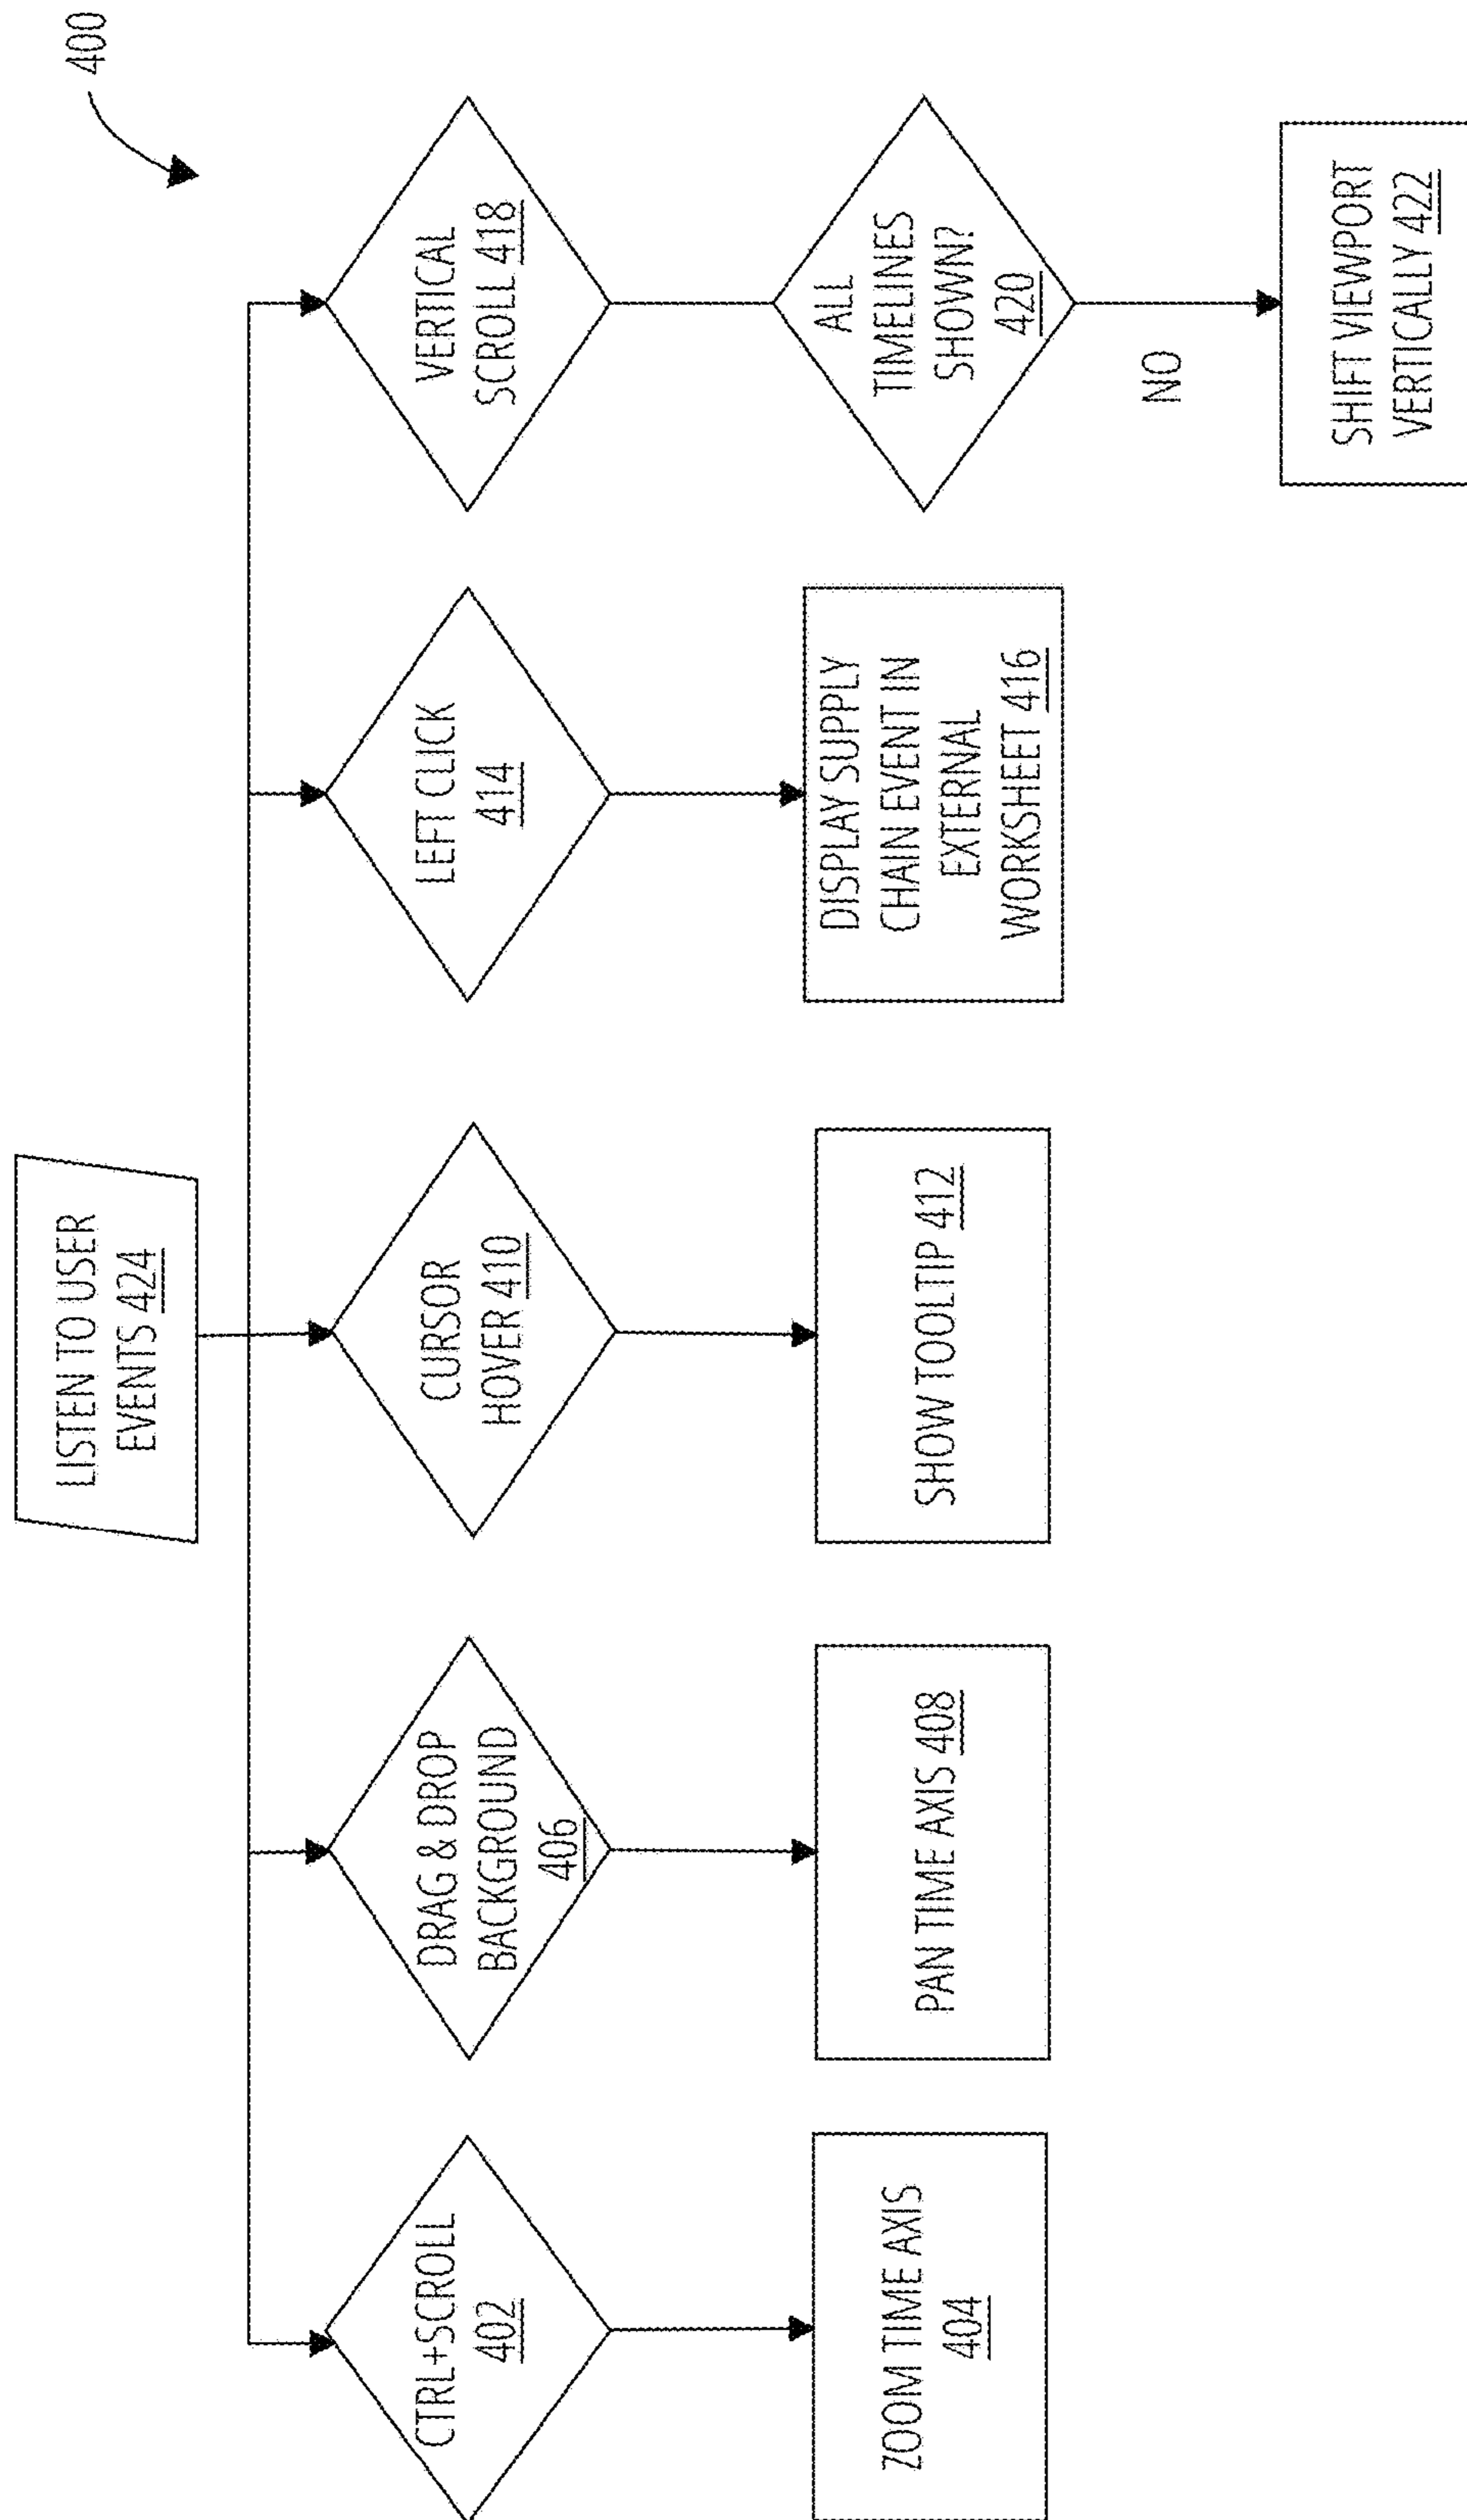 400
LISTEN TO USER
EVENTS 424
CTRL+SCROLL
402
DRAG & DROP
BACKGROUND
406
CURSOR
HOVER 410
LEFT CLICK
414
VERTICAL
SCROLL 418
ZOOM TIME AXIS
404
PAN TIME AXIS 408
SHOW TOOLTIP 412
DISPLAY SUPPLY
CHAIN EVENT IN
EXTERNAL
WORKSHEET 416
ALL
TIMELINES
SHOWN?
420
NO
SHIFT VIEWPORT
VERTICALLY 422